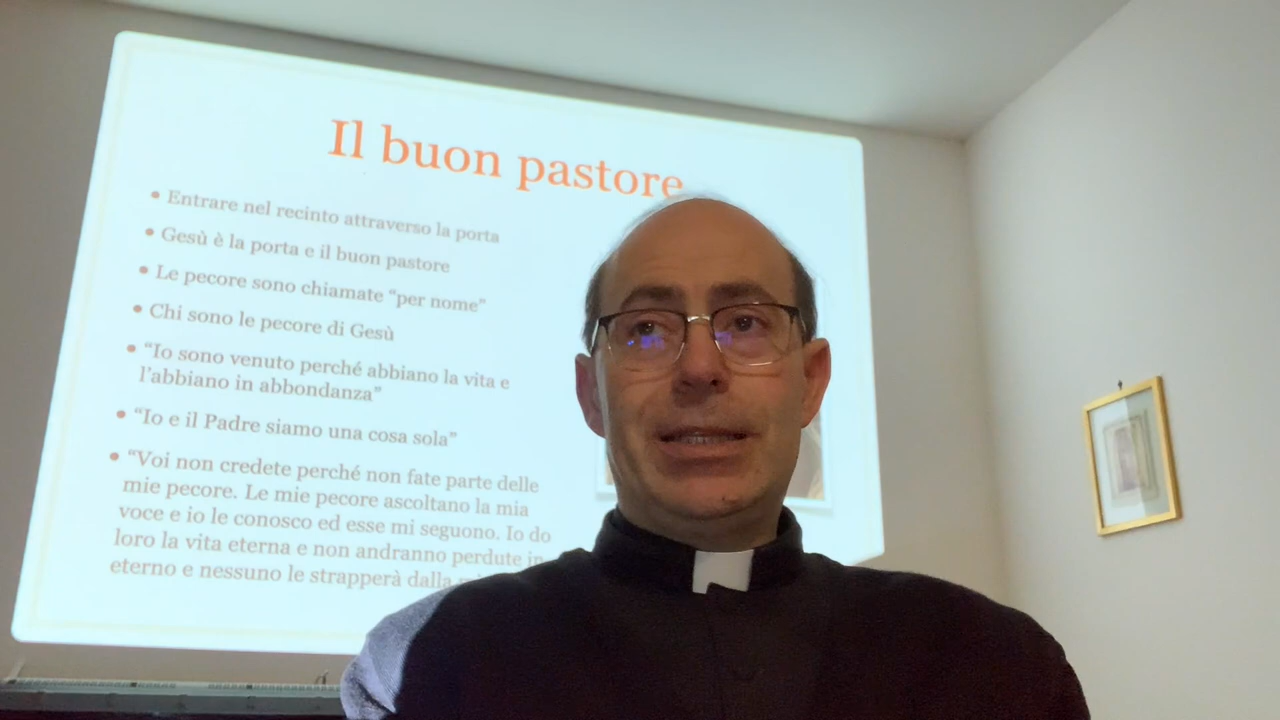 Il buon pastore
• Entrare nel recinto attraverso la porta
• Gesù è la porta e il buon pastore
• Le pecore sono chiamate “per nome”
• Chi sono le pecore di Gesù
• “Io sono venuto perché abbiano la vita e
l’abbiano in abbondanza”
• “Io e il Padre siamo una cosa sola”
• “Voi non credete perché non fate parte delle
mie pecore. Le mie pecore ascoltano la mia
voce e io le conosco ed esse mi seguono. Io do
loro la vita eterna e non andranno perdute in
eterno e nessuno le strapperà dalla